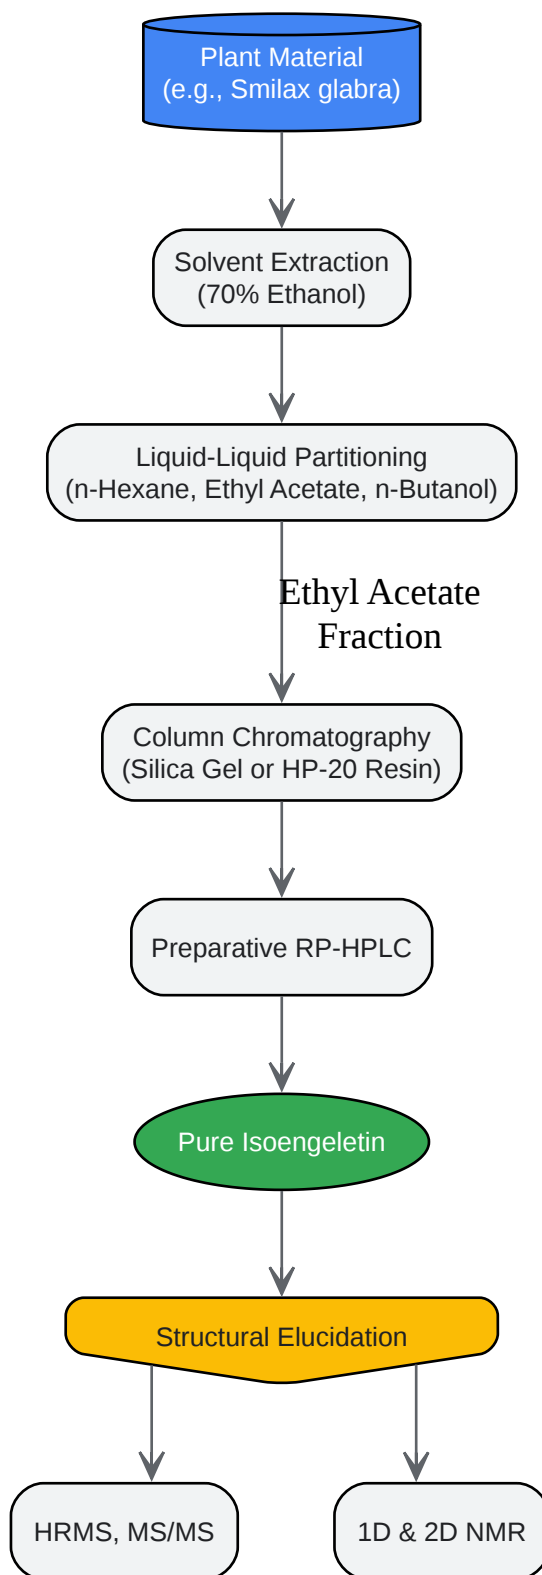 Plant Material
(e.g., Smilax glabra)
Solvent Extraction
(70% Ethanol)
Liquid-Liquid Partitioning
(n-Hexane, Ethyl Acetate, n-Butanol)
Ethyl Acetate
Fraction
Column Chromatography
(Silica Gel or HP-20 Resin)
Preparative RP-HPLC
Pure Isoengeletin
Structural Elucidation
HRMS, MS/MS
1D & 2D NMR